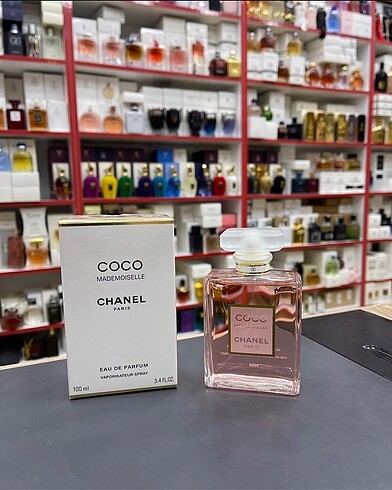 COCO
MADEMOISELLE
CHANEL
PARIS
EAU DE PARFUM
VAPORISATEUR SPRAY
100 ml
3.4 FL.OZ.
COCO
MADEMOISELLE
CHANEL
PARIS